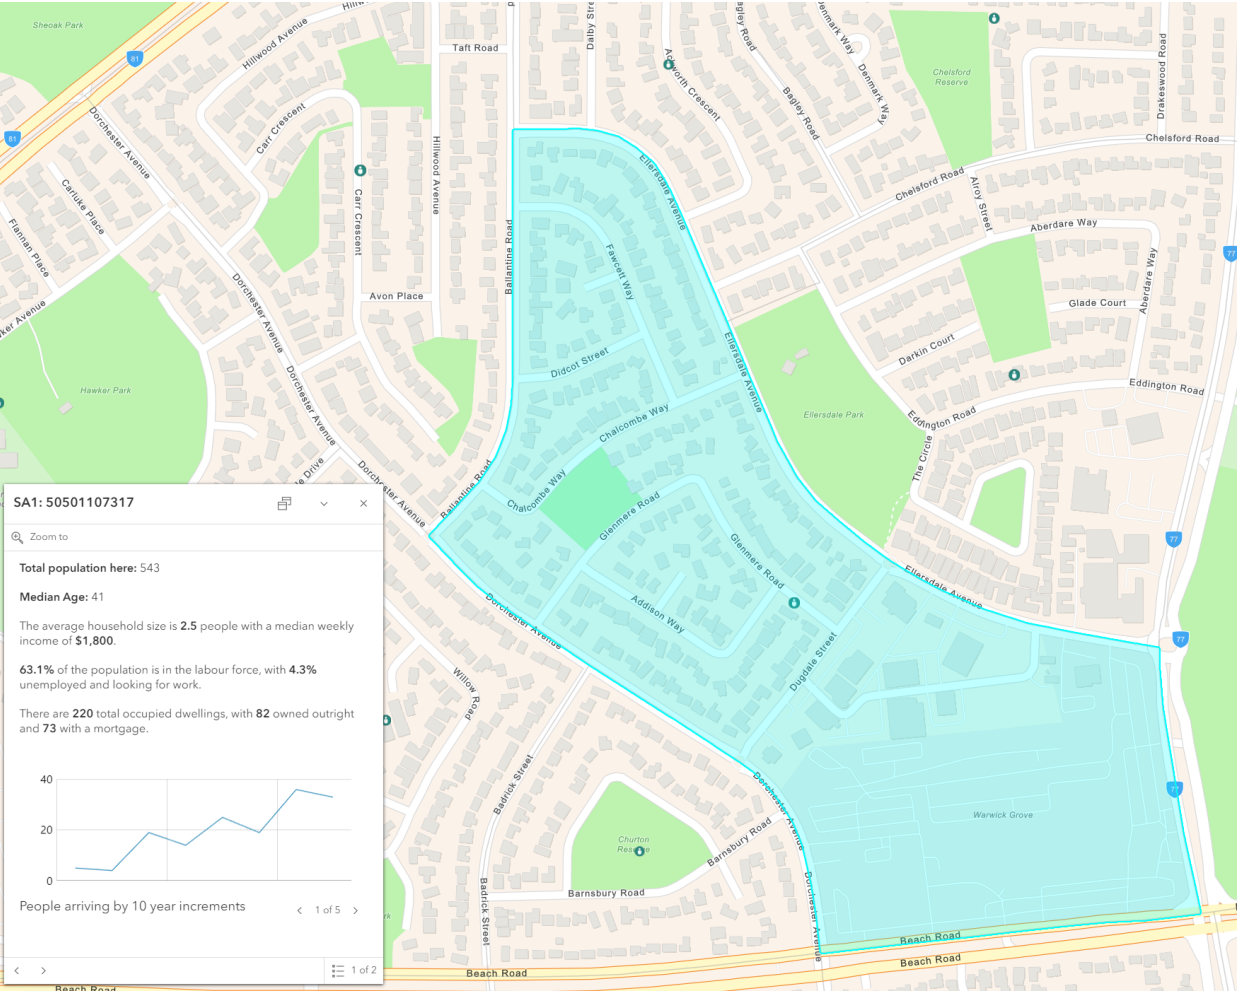 Sheoak Park
81
Hillwood Avenue
Taft Road
Dalby Stre
Ackworth Crescent
Bagley Road
Denmark Way
Denmark Way
Chelsford
Reserve
Drakeswood Road
Chelsford Road
81
Dorchester Avenue
Carr Crescent
Hillwood Avenue
Bagley Road
Chelsford Road
Alroy Street
Aberdare Way
Carluke Place
Carr Crescent
Ellersdale Avenue
Flannan Place
Ballantine Road
Fawcett Way
77
Aberdare Way
Dorchester Avenue
Avon Place
Glade Court
Darkin Court
Didcot Street
Ellersdale Avenue
Hawker Park
Dorchester Avenue
Eddington Road
Ellersdale Park
Eddington Road
Chalcombe Way
The Circle
le Drive
Dorchester Avenue
Ballantine Road
Chalcombe Way
Glenmere Road
Glenmere Road
77
Ellersdale Avenue
Dorchester Avenue
Addison Way
77
Dugdale Street
Willow Road
Badrick Street
Dorchester Avenue
77
Warwick Grove
Churton
Reserve
Barnsbury Road
Barnsbury Road
Badrick Street
Dorchester Avenue
rk
Beach Road
Beach Road
Beach Road
Beach Road
SA1: 50501107317
Zoom to
Total population here: 543
Median Age: 41
The average household size is 2.5 people with a median weekly
income of $1,800.
63.1% of the population is in the labour force, with 4.3%
unemployed and looking for work.
There are 220 total occupied dwellings, with 82 owned outright
and 73 with a mortgage.
40
20
0
People arriving by 10 year increments
1 of 5
1 of 2